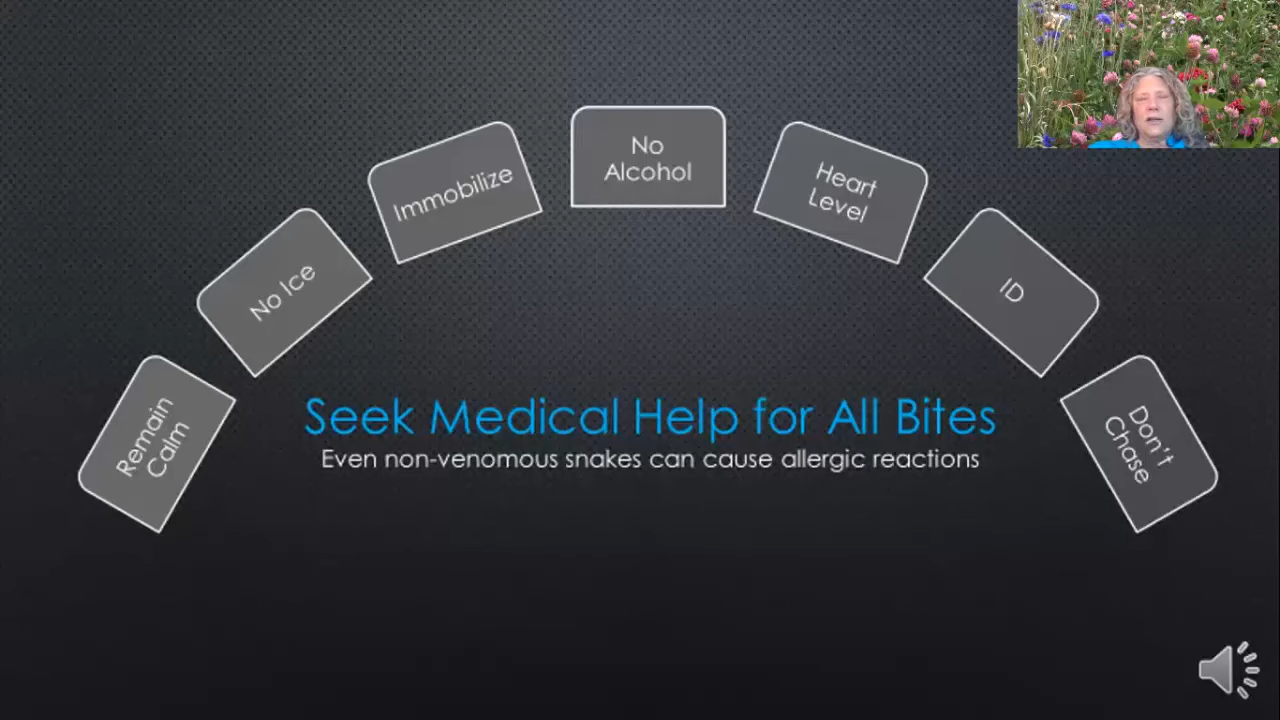 Remain
Calm
No Ice
Immobilize
No
Alcohol
Heart
Level
ID
Don't
Chase
Seek Medical Help for All Bites
Even non-venomous snakes can cause allergic reactions